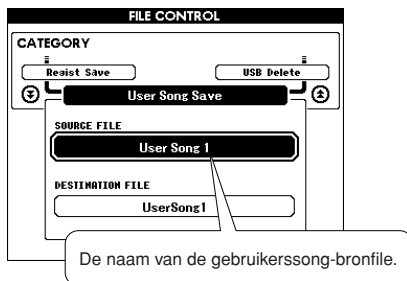 FILE CONTROL
CATEGORY
Regist Save
USB Delete
User Song Save
SOURCE FILE
User Song 1
DESTINATION FILE
UserSong1
De naam van de gebruikerssong-bronfile.